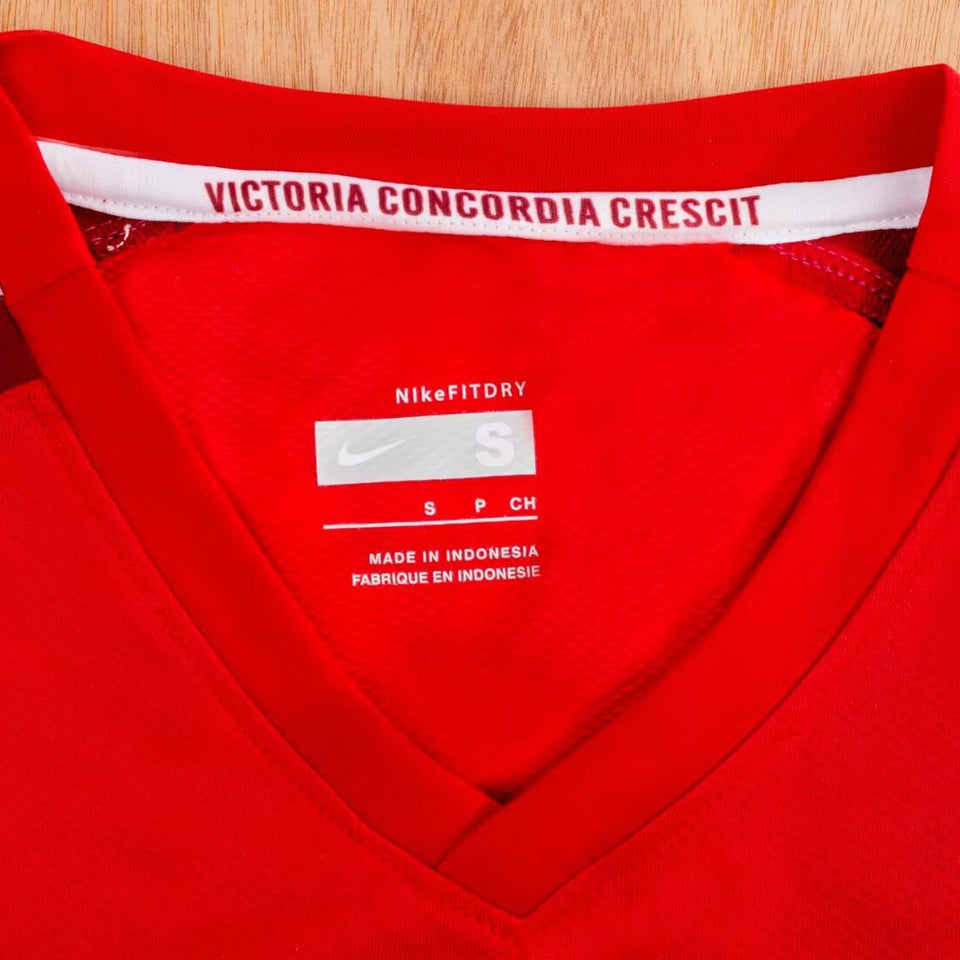 VICTORIA CONCORDIA CRESCIT
NIkeFITDRY
S
S P CH
MADE IN INDONESIA
FABRIQUE EN INDONESIE